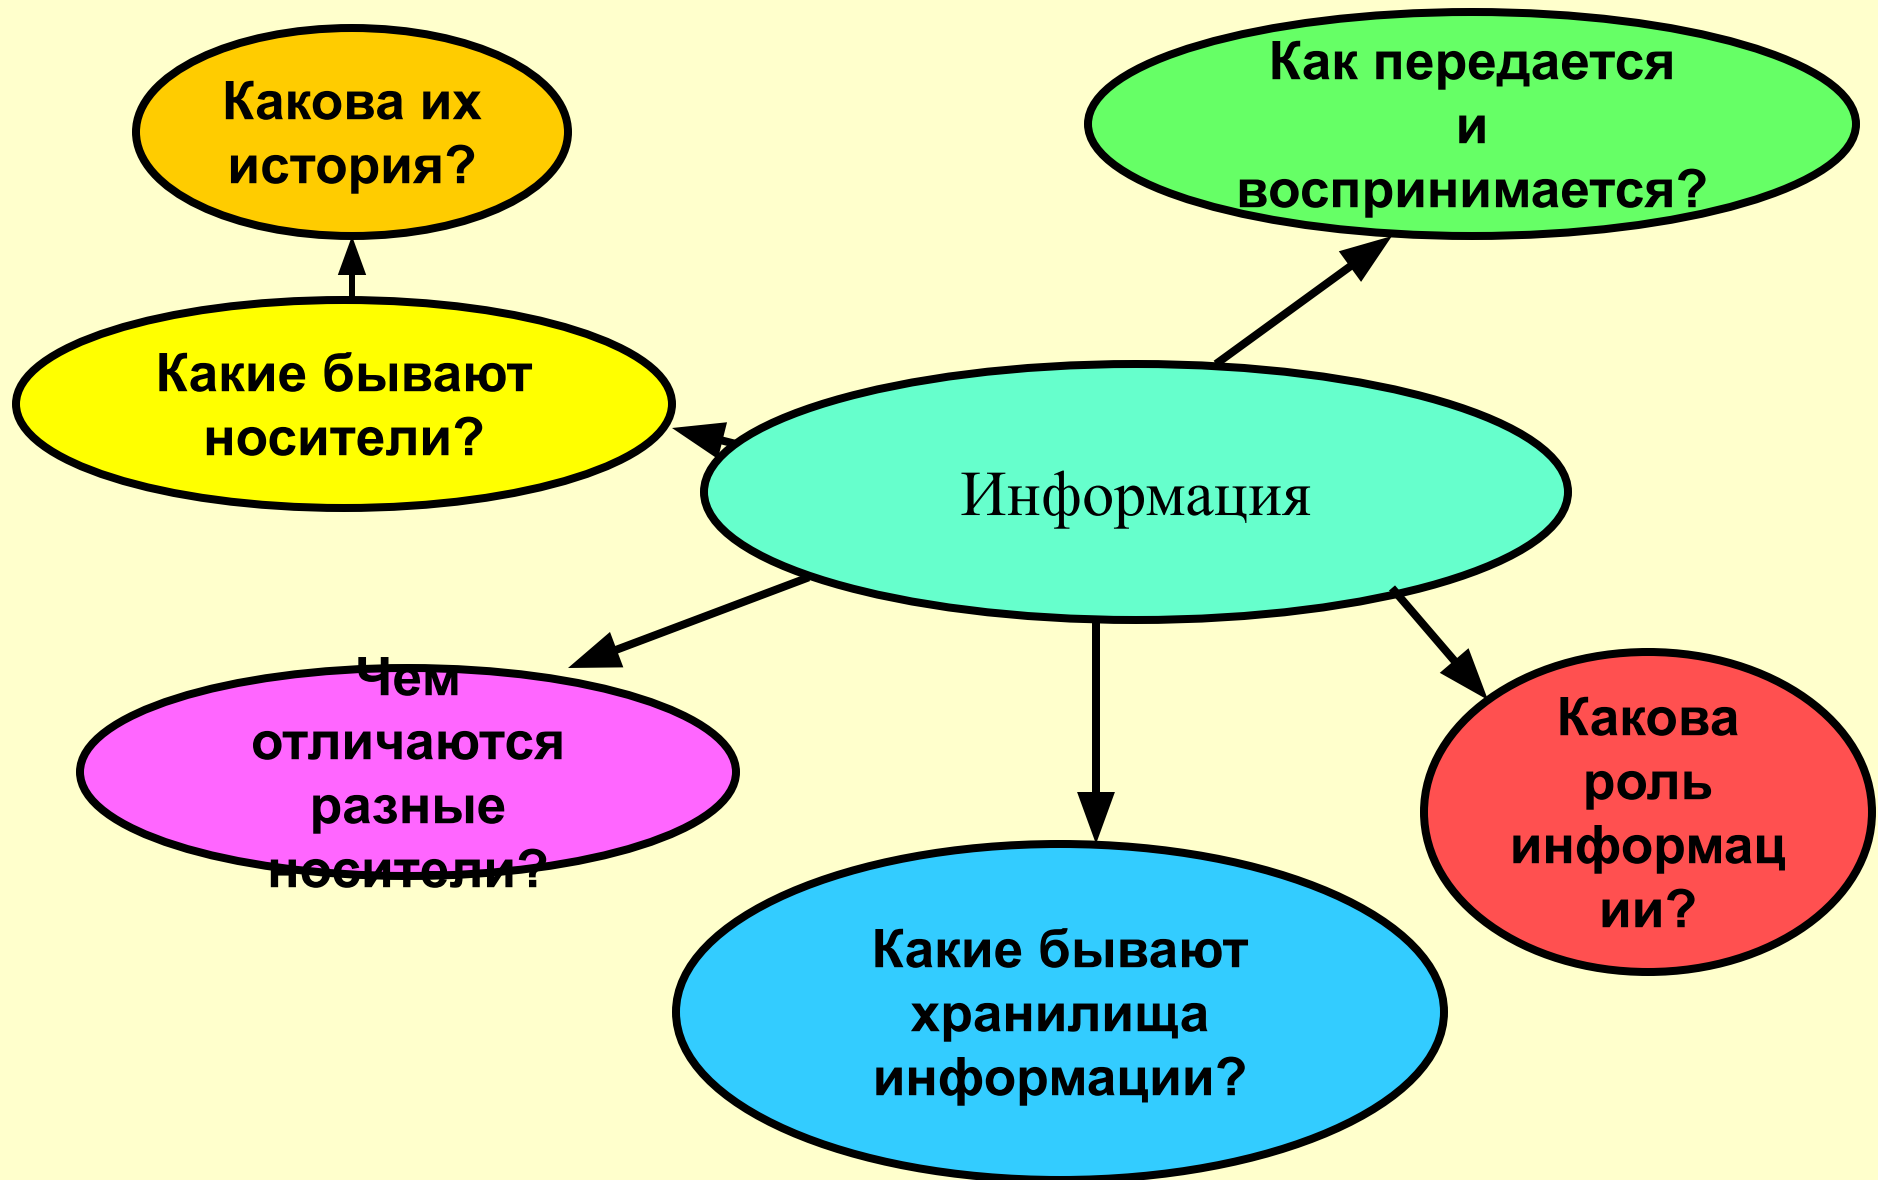 Какова их
история?
Как передается
и
воспринимается?
Какие бывают
носители?
Информация
Чем
отличаются
разные
носители?
Какова
роль
информац
ии?
Какие бывают
хранилища
информации?